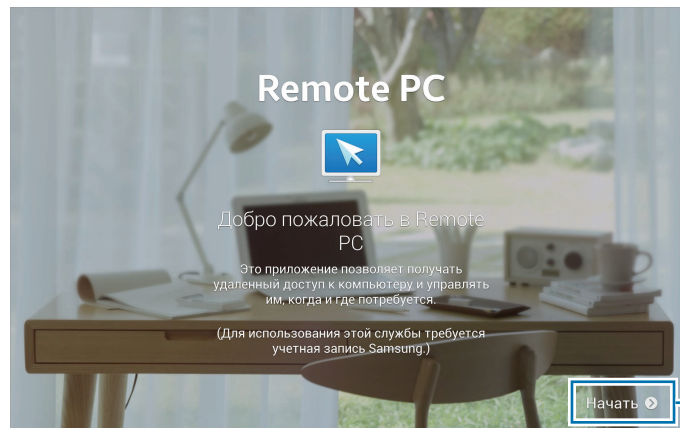 Remote PC
Добро пожаловать в Remote
PC
Это приложение позволяет получать
удаленный доступ к компьютеру и управлять
им, когда и где потребуется.
(Для использования этой службы требуется
учетная запись Samsung.)
Начать